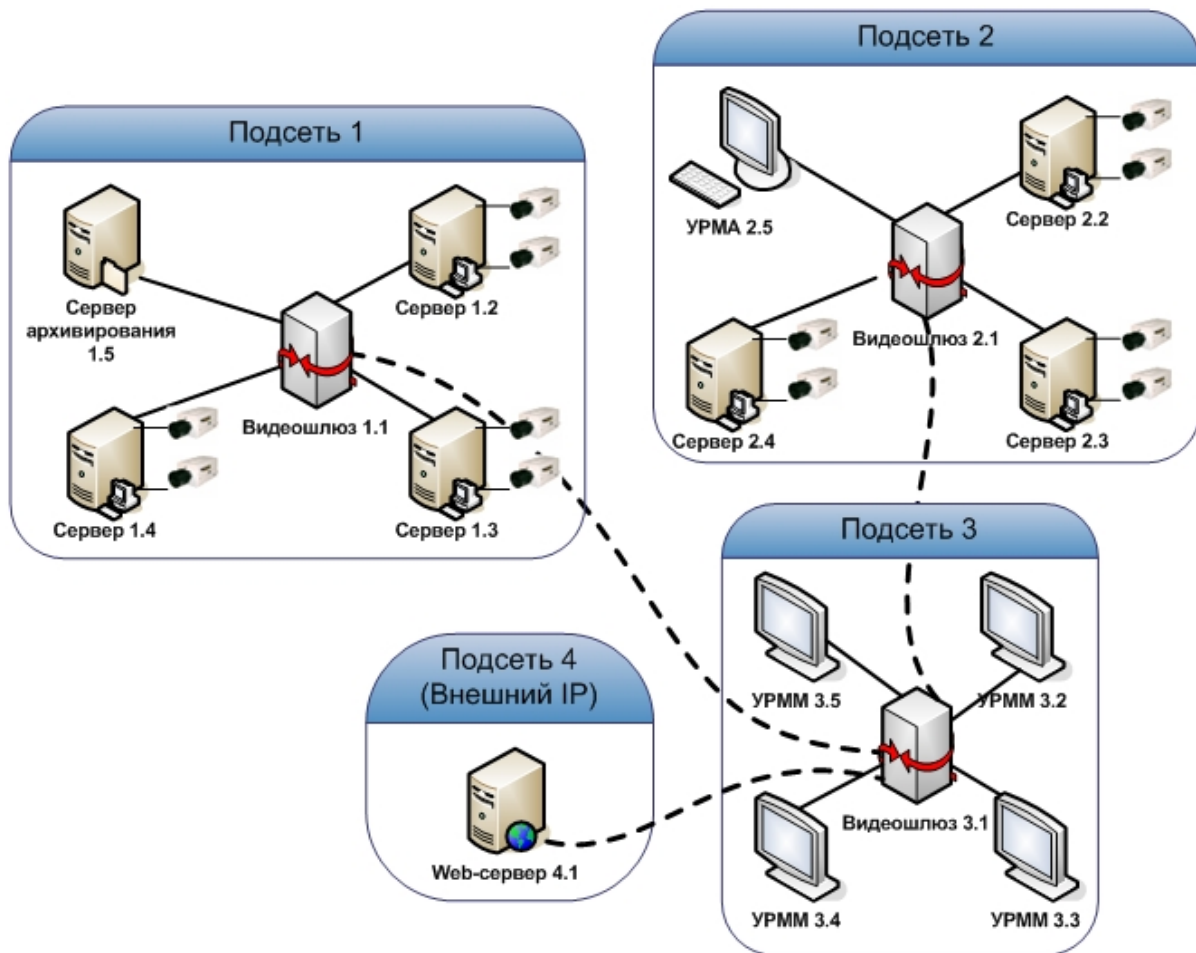 Подсеть 1
Сервер
архивирования
1.5
Сервер 1.2
Видеошлюз 1.1
Сервер 1.4
Сервер 1.3
Подсеть 2
УРМА 2.5
Сервер 2.2
Видеошлюз 2.1
Сервер 2.4
Сервер 2.3
Подсеть 3
УРММ 3.5
УРММ 3.2
Видеошлюз 3.1
УРММ 3.4
УРММ 3.3
Подсеть 4
(Внешний IP)
Web-сервер 4.1